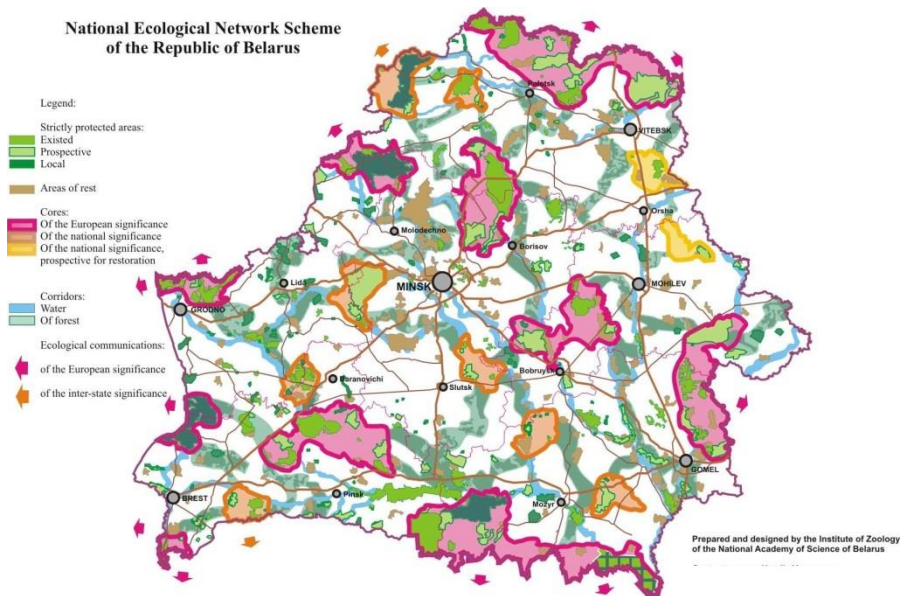 National Ecological Network Scheme
of the Republic of Belarus
Legend:
Strictly protected areas:
Existed
Prospective
Local
Areas of rest
Cores:
Of the European significance
Of the national significance
Of the national significance,
prospective for restoration
Corridors:
Water
Of forest
Ecological communications:
of the European significance
of the inter-state significance
Polotsk
VITEBSK
Orsha
Molodechno
Borisov
Lida
MINSK
MOHILEV
GRODNO
Baranovichi
Slutsk
Bobruysk
GOMEL
BREST
Pinsk
Mozyr
Prepared and designed by the Institute of Zoology
of the National Academy of Science of Belarus